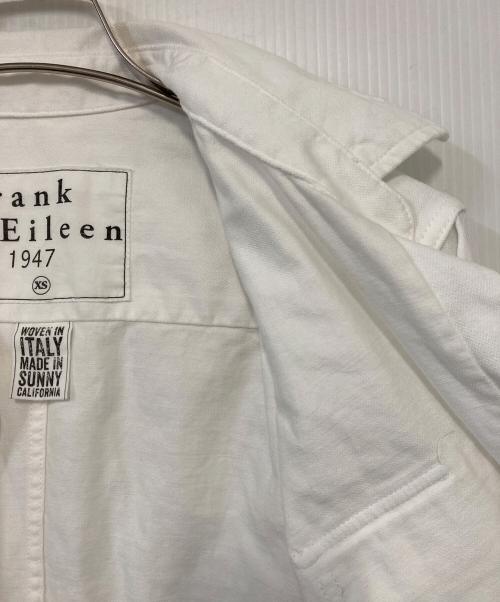 rank
Eileen
1947
XS
WOVEN IN
ITALY
MADE IN
SUNNY
CALIFORNIA